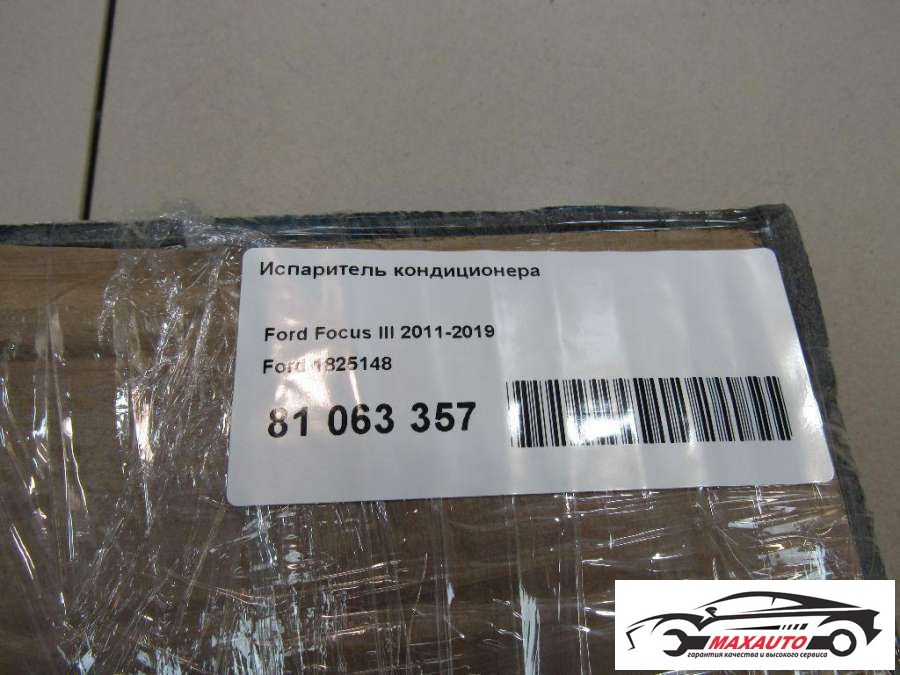 Испаритель кондиционера
Ford Focus III 2011-2019
Ford 1825148
81 063 357
MAXAUTO
гарантия качества и высокого сервиса